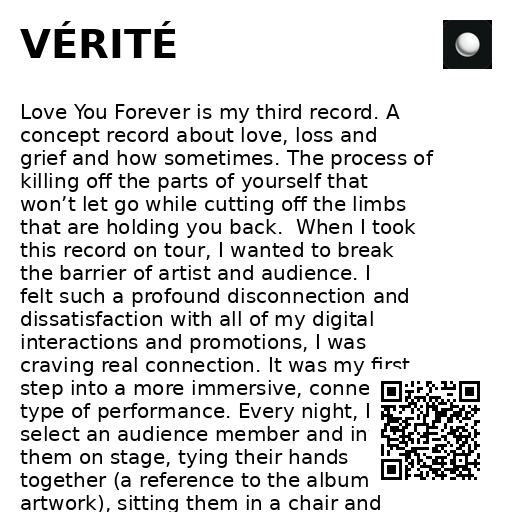 VÉRITÉ
Love You Forever is my third record. A
concept record about love, loss and
grief and how sometimes. The process of
killing off the parts of yourself that
won’t let go while cutting off the limbs
that are holding you back.  When I took
this record on tour, I wanted to break
the barrier of artist and audience. I
felt such a profound disconnection and
dissatisfaction with all of my digital
interactions and promotions, I was
craving real connection. It was my first
step into a more immersive, conne
type of performance. Every night, I
select an audience member and in
them on stage, tying their hands
together (a reference to the album
artwork), sitting them in a chair and